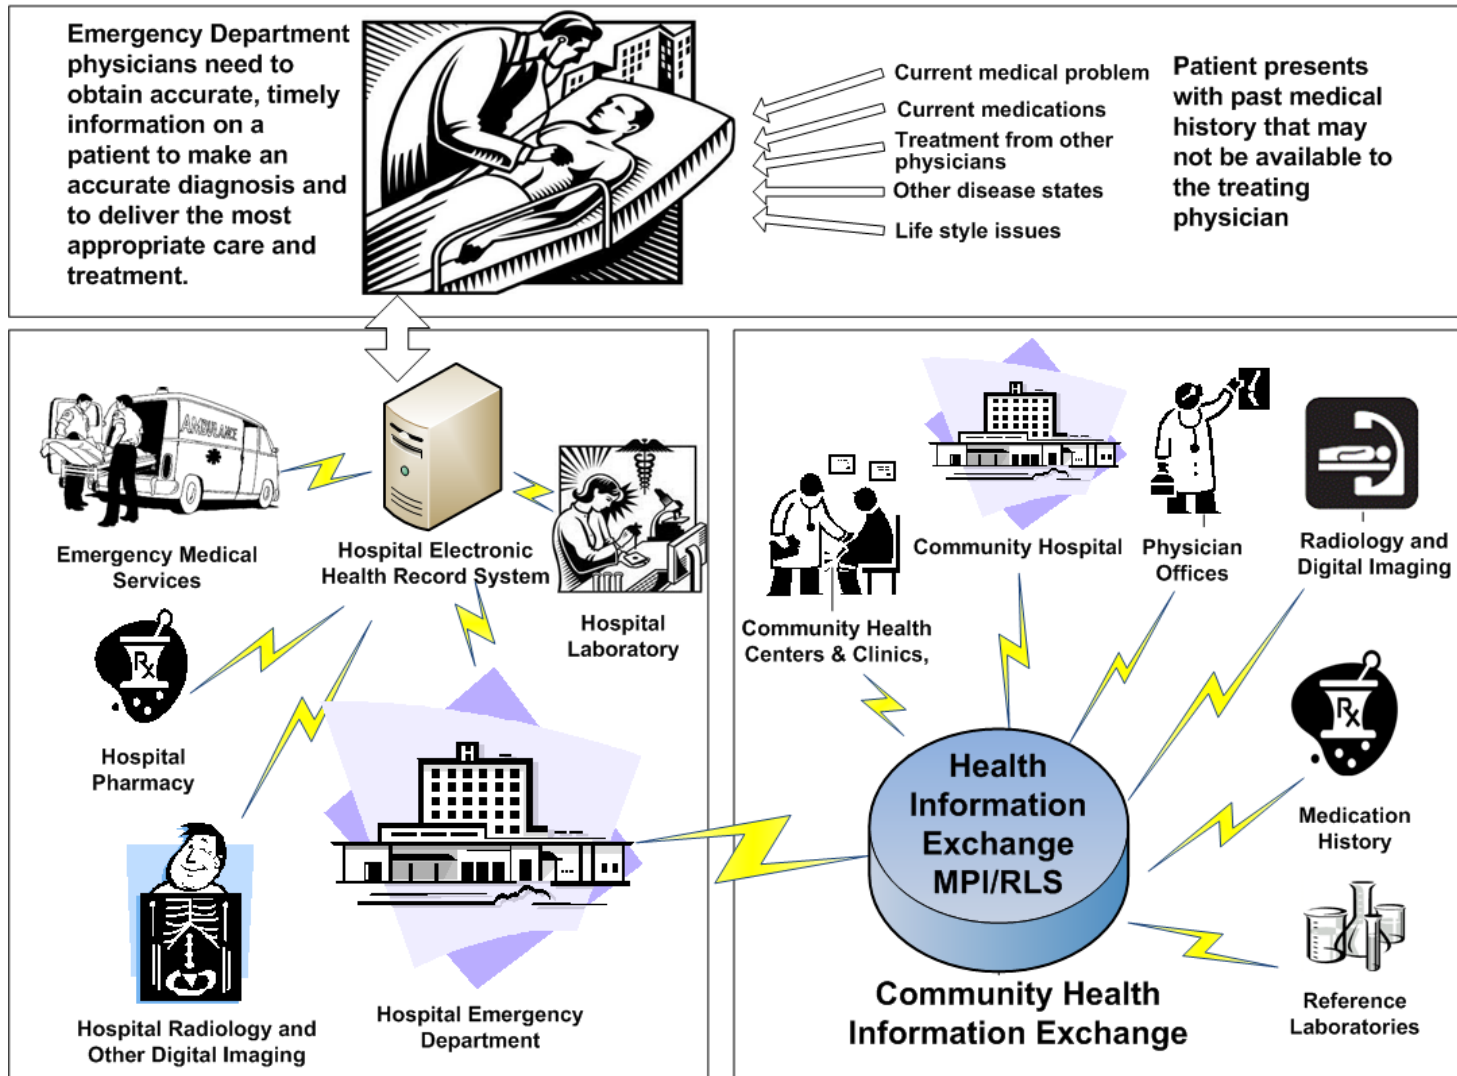 Emergency Department
physicians need to
obtain accurate, timely
information on a
patient to make an
accurate diagnosis and
to deliver the most
appropriate care and
treatment.
Current medical problem
Current medications
Treatment from other
physicians
Other disease states
Life style issues
Patient presents
with past medical
history that may
not be available to
the treating
physician
AMBULANCE
Emergency Medical
Services
Hospital Electronic
Health Record System
Hospital
Laboratory
Rx
Hospital
Pharmacy
H
Hospital Radiology and
Other Digital Imaging
Hospital Emergency
Department
H
Community Hospital
Physician
Offices
Radiology and
Digital Imaging
Community Health
Centers & Clinics,
Health
Information
Exchange
MPI/RLS
Rx
Medication
History
Reference
Laboratories
Community Health
Information Exchange